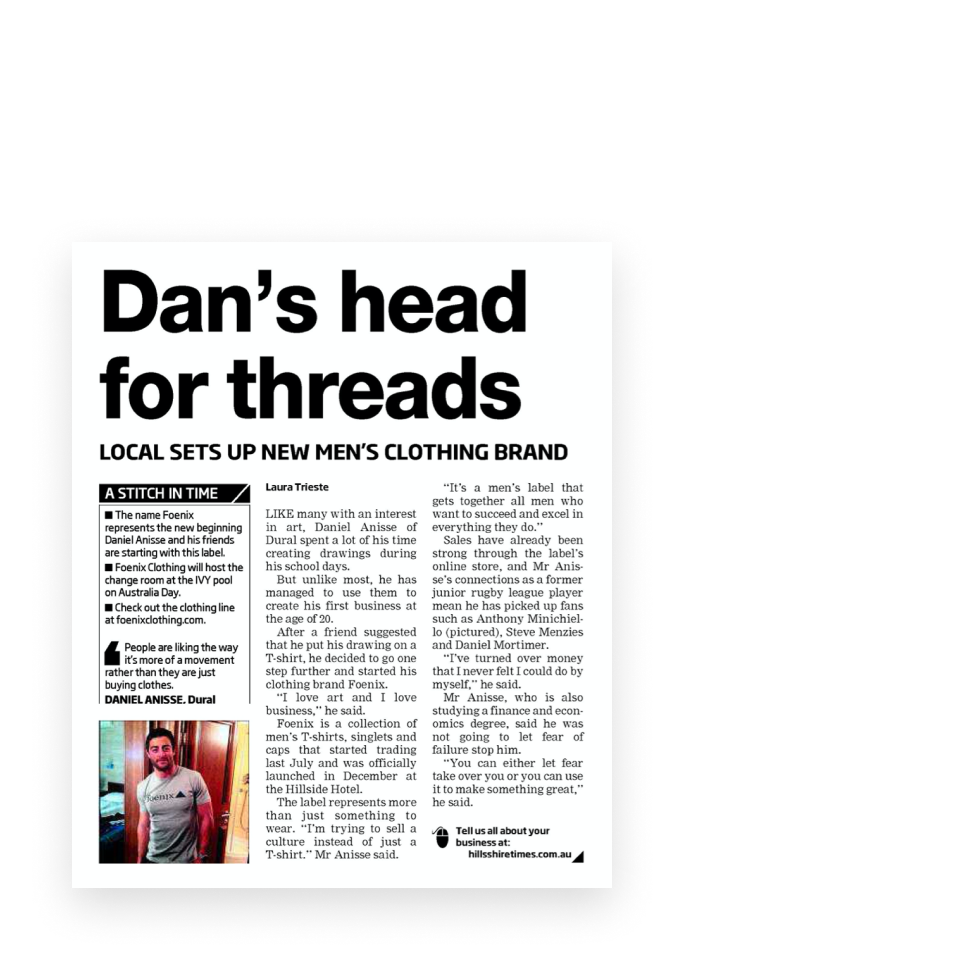 Dan's head
for threads
LOCAL SETS UP NEW MEN'S CLOTHING BRAND
A STITCH IN TIME
■ The name Foenix
represents the new beginning
Daniel Anisse and his friends
are starting with this label.
■ Foenix Clothing will host the
change room at the IVY pool
on Australia Day.
■ Check out the clothing line
at foenixclothing.com.
People are liking the way
it's more of a movement
rather than they are just
buying clothes.
DANIEL ANISSE, Dural
foenix
Laura Trieste
LIKE many with an interest
in art, Daniel Anisse of
Dural spent a lot of his time
creating drawings during
his school days.
But unlike most, he has
managed to use them to
create his first business at
the age of 20.
After a friend suggested
that he put his drawing on a
T-shirt, he decided to go one
step further and started his
clothing brand Foenix.
“I love art and I love
business,” he said.
Foenix is a collection of
men's T-shirts, singlets and
caps that started trading
last July and was officially
launched in December at
the Hillside Hotel.
The label represents more
than just something to
wear. “I'm trying to sell a
culture instead of just a
T-shirt.” Mr Anisse said.
“It's a men's label that
gets together all men who
want to succeed and excel in
everything they do.”
Sales have already been
strong through the label's
online store, and Mr Anis-
se's connections as a former
junior rugby league player
mean he has picked up fans
such as Anthony Minichiel-
lo (pictured), Steve Menzies
and Daniel Mortimer.
“I've turned over money
that I never felt I could do by
myself,” he said.
Mr Anisse, who is also
studying a finance and econ-
omics degree, said he was
not going to let fear of
failure stop him.
“You can either let fear
take over you or you can use
it to make something great,”
he said.
Tell us all about your
business at:
hillsshiretimes.com.au